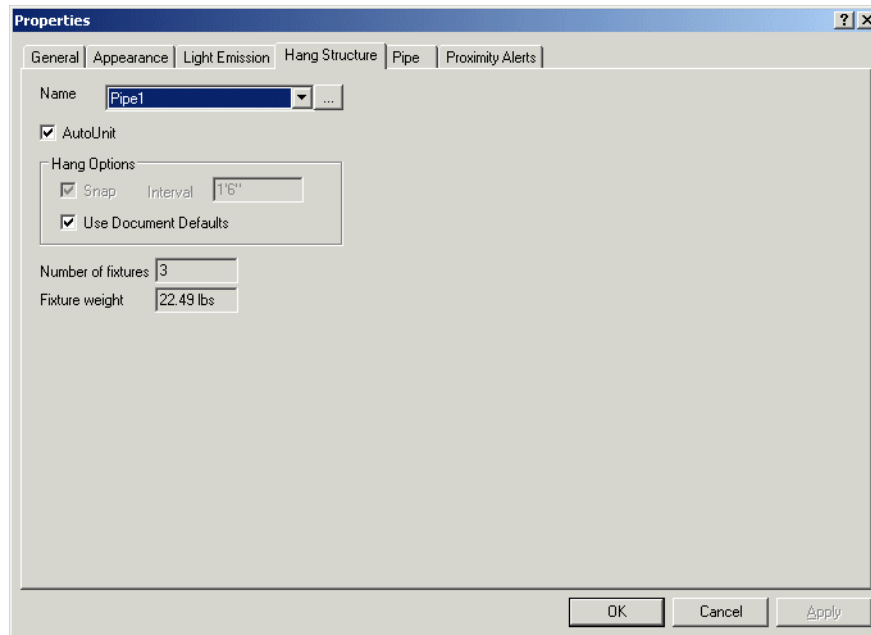 Properties
General Appearance Light Emission Hang Structure Pipe Proximity Alerts
Name Pipe1 ...
AutoUnit
Hang Options
Snap Interval 1'6"
Use Document Defaults
Number of fixtures 3
Fixture weight 22.49 lbs
OK Cancel Apply